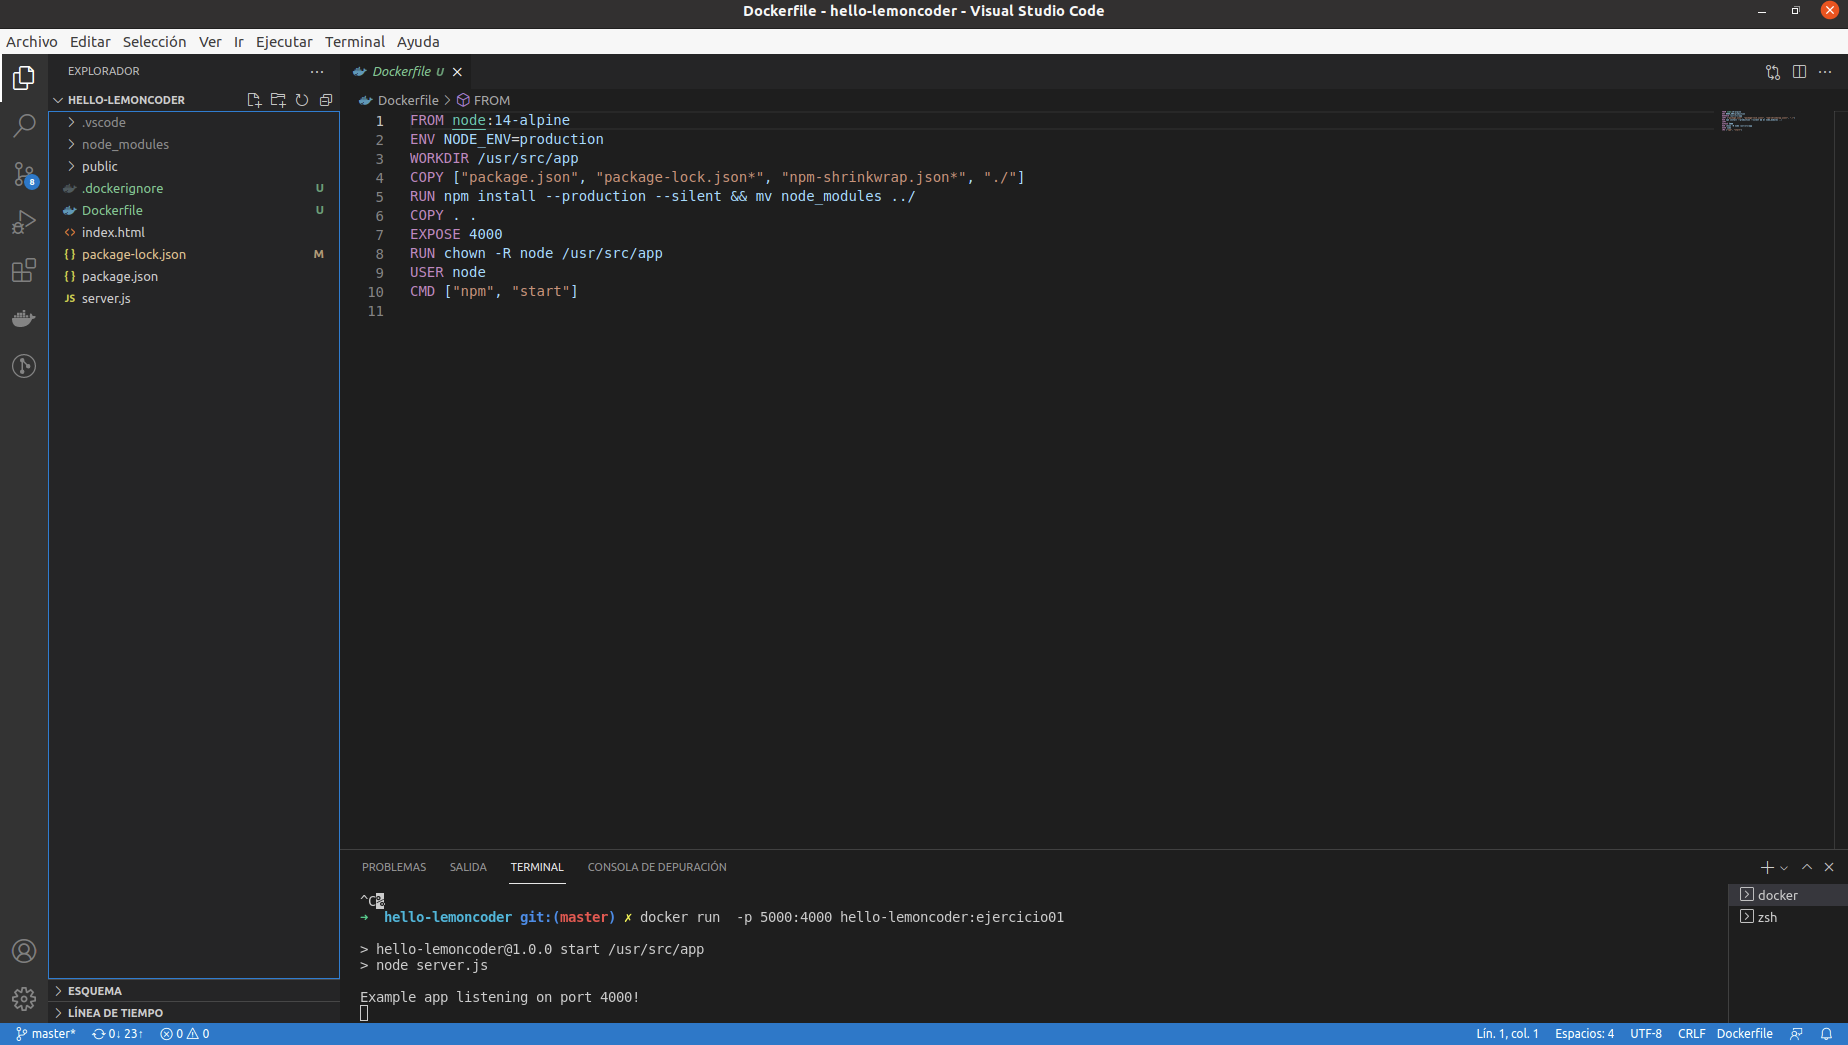 Dockerfile - hello-lemoncoder - Visual Studio Code
Archivo Editar Selección Ver Ir Ejecutar Terminal Ayuda
EXPLORADOR
HELLO-LEMONCODER
.vscode
node_modules
public
.dockerignore U
Dockerfile U
index.html
package-lock.json M
package.json
JS server.js
8
ESQUEMA
LÍNEA DE TIEMPO
Dockerfile U
Dockerfile > FROM
1 FROM node:14-alpine
2 ENV NODE_ENV=production
3 WORKDIR /usr/src/app
4 COPY ["package.json", "package-lock.json*", "npm-shrinkwrap.json*", "./"]
5 RUN npm install --production --silent && mv node_modules ../
6 COPY . .
7 EXPOSE 4000
8 RUN chown -R node /usr/src/app
9 USER node
10 CMD ["npm", "start"]
11
PROBLEMAS SALIDA TERMINAL CONSOLA DE DEPURACIÓN
^C%
→ hello-lemoncoder git:(master) ✗ docker run  -p 5000:4000 hello-lemoncoder:ejercicio01
> hello-lemoncoder@1.0.0 start /usr/src/app
> node server.js
Example app listening on port 4000!
docker
zsh
master* 0↓ 23↑ 0 0 Lín. 1, col. 1 Espacios: 4 UTF-8 CRLF Dockerfile